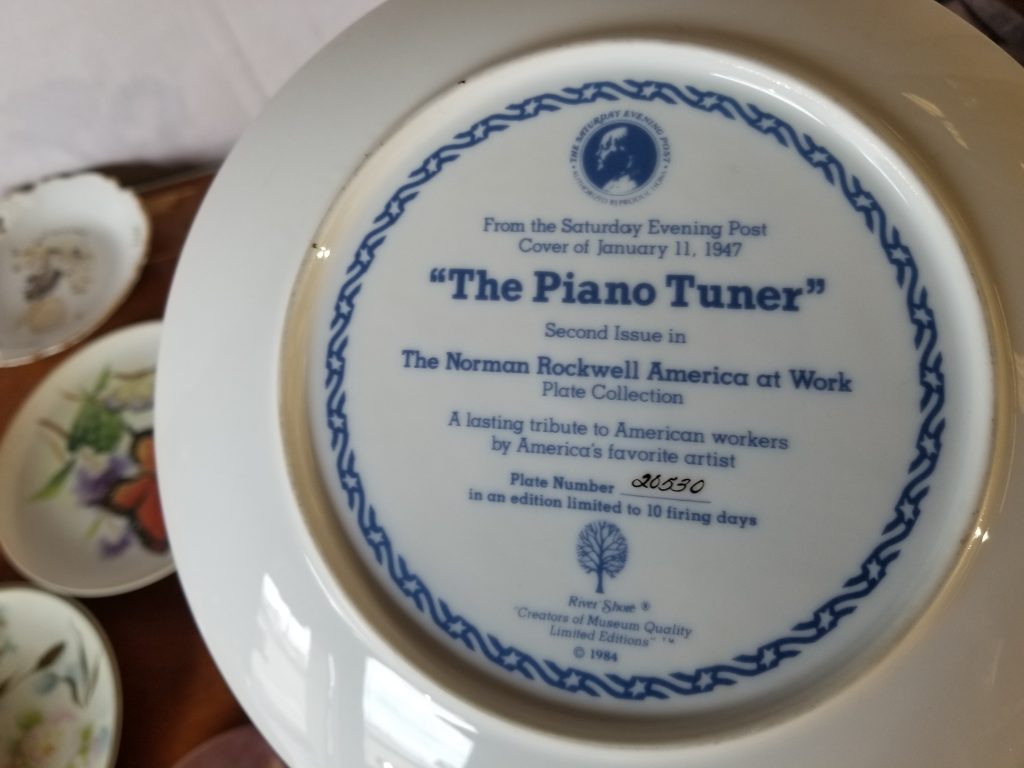 THE SATURDAY EVENING POST
From the Saturday Evening Post
Cover of January 11, 1947
“The Piano Tuner”
Second Issue in
The Norman Rockwell America at Work
Plate Collection
A lasting tribute to American workers
by America's favorite artist
Plate Number 20530
in an edition limited to 10 firing days
River Shore ®
"Creators of Museum Quality
Limited Editions" ™
© 1984